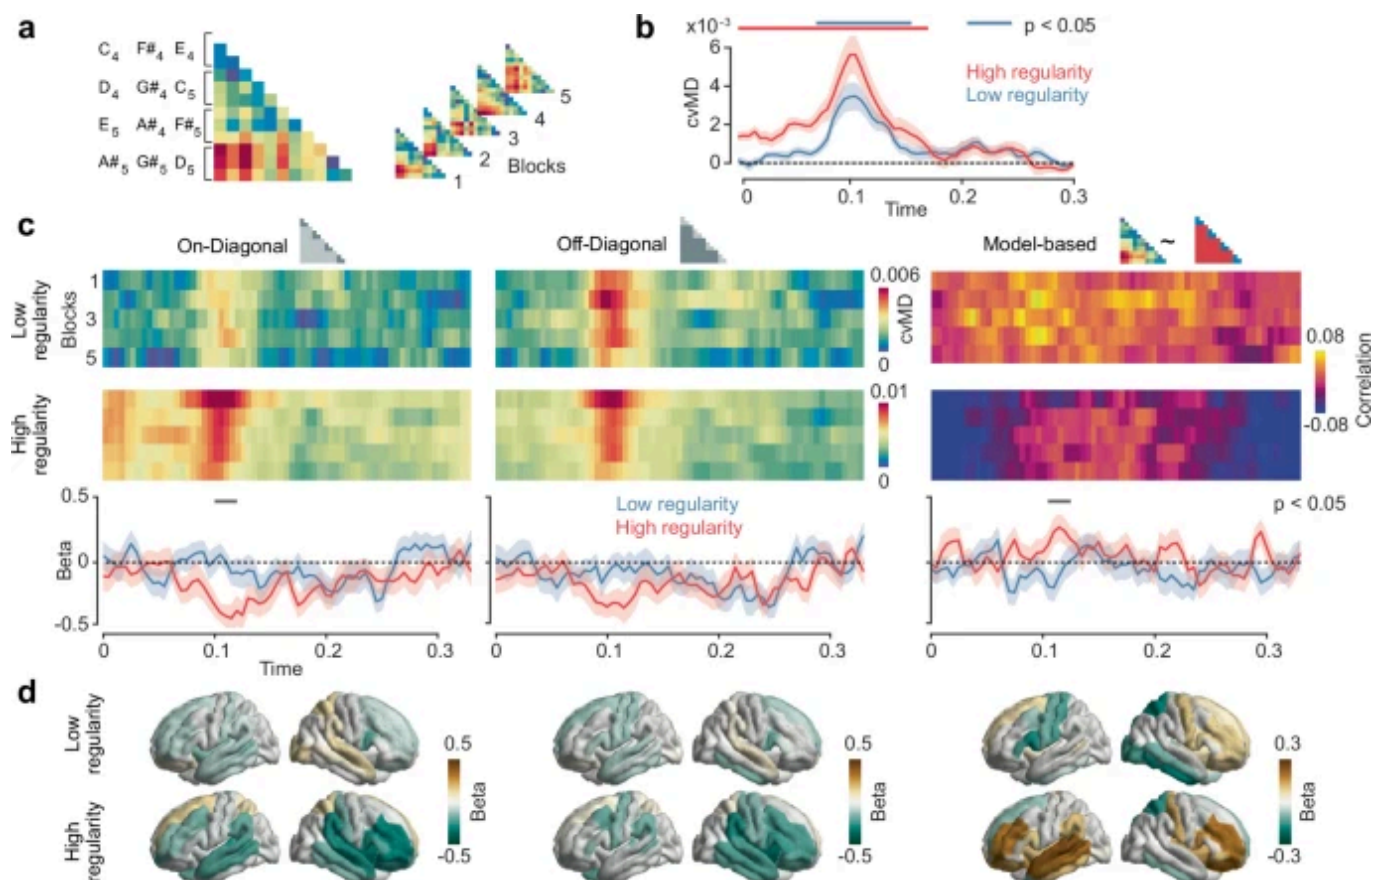 a
C4 F#4 E4
D4 G#4 C5
E5 A#4 F#5
A#5 G#5 D5
5
4
3
2
1
Blocks
b
x10⁻³
p < 0.05
6
4
2
0
cvMD
High regularity
Low regularity
0 0.1 0.2 0.3
Time
c
On-Diagonal
Off-Diagonal
Model-based
~
Low regularity
Blocks
1
3
5
0.006
cvMD
0
0.08
Correlation
-0.08
High regularity
0.01
0
0.5
Beta
0
-0.5
Low regularity
High regularity
p < 0.05
0 0.1 0.2 0.3
Time
0 0.1 0.2 0.3
0 0.1 0.2 0.3
d
Low regularity
High regularity
0.5
Beta
-0.5
0.5
Beta
-0.5
0.3
Beta
-0.3